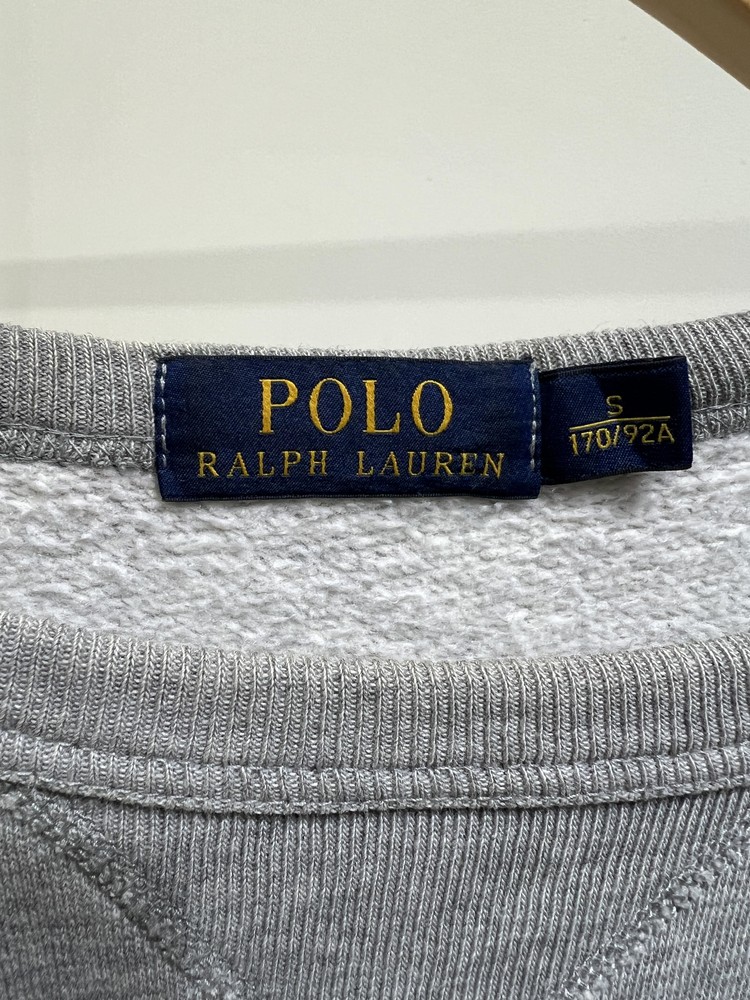 POLO
RALPH LAUREN
S
170/92A